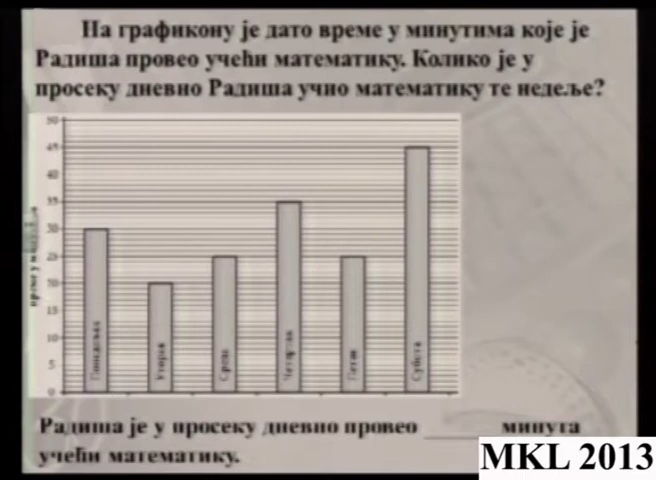 На графикону је дато време у минутима које је
Радиша провео учећи математику. Колико је у
просеку дневно Радиша учио математику те недеље?
50
45
40
35
30
25
20
15
10
5
0
време у
Понедељак
Уторак
Среда
Четвртак
Петак
Субота
Радиша је у просеку дневно провео ______ минута
учећи математику.
MKL 2013